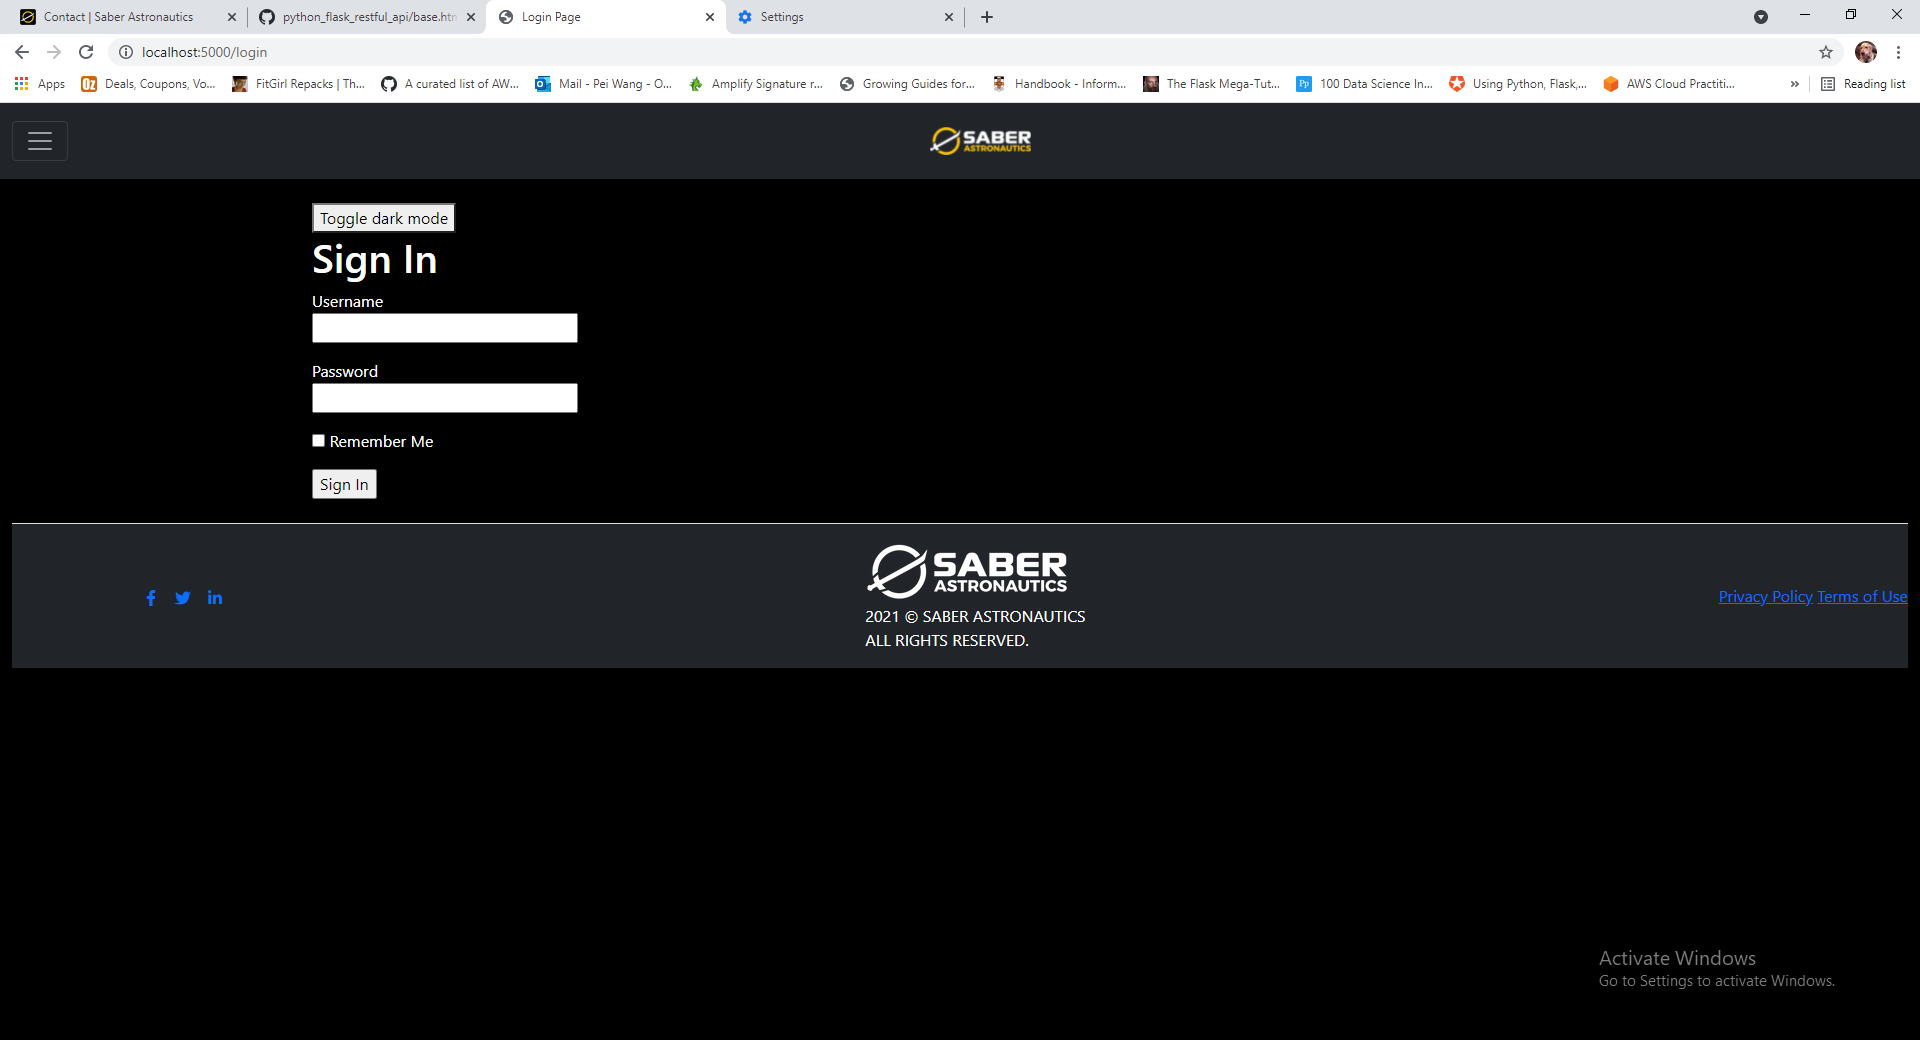 Contact | Saber Astronautics
python_flask_restful_api/base.htm
Login Page
Settings
localhost:5000/login
Apps
Deals, Coupons, Vo...
FitGirl Repacks | Th...
A curated list of AW...
Mail - Pei Wang - O...
Amplify Signature r...
Growing Guides for...
Handbook - Inform...
The Flask Mega-Tut...
Pp
100 Data Science In...
Using Python, Flask,...
AWS Cloud Practiti...
»
Reading list
SABER
ASTRONAUTICS
Toggle dark mode
Sign In
Username
Password
Remember Me
Sign In
SABER
ASTRONAUTICS
2021 © SABER ASTRONAUTICS
ALL RIGHTS RESERVED.
Privacy Policy Terms of Use
Activate Windows
Go to Settings to activate Windows.